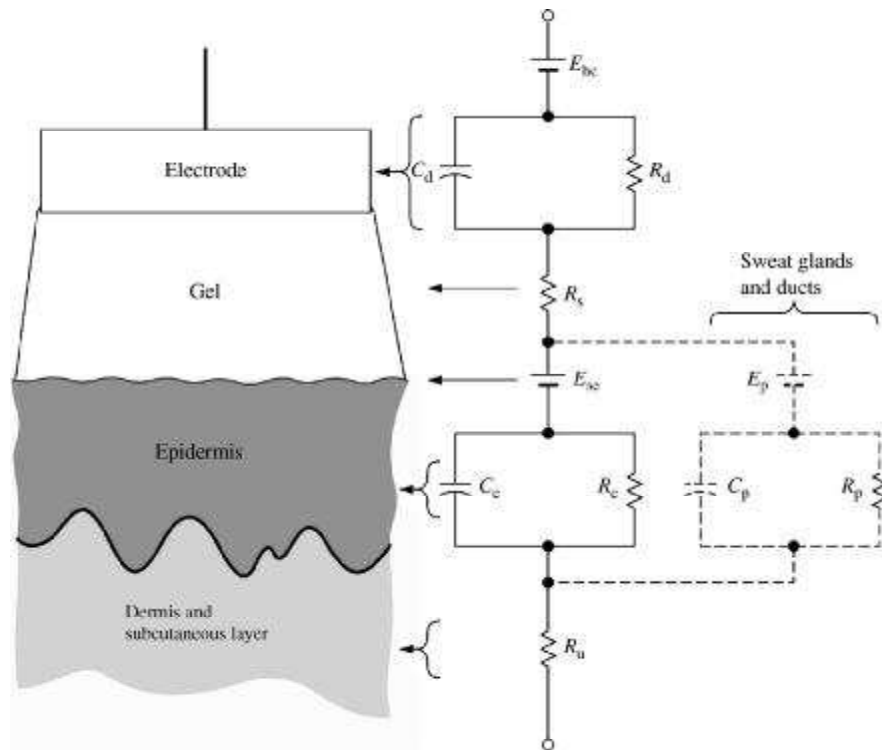 E_hc
Electrode
C_d
R_d
Gel
R_s
Sweat glands
and ducts
E_se
E_p
Epidermis
C_e
R_e
C_p
R_p
Dermis and
subcutaneous layer
R_u